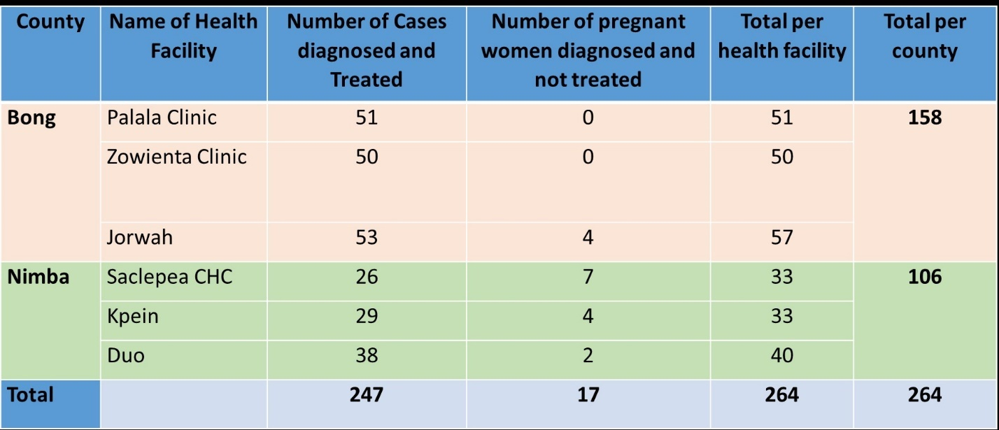 County
Name of Health
Facility
Number of Cases
diagnosed and
Treated
Number of pregnant
women diagnosed and
not treated
Total per
health facility
Total per
county
Bong
Palala Clinic
51
0
51
158
Zowienta Clinic
50
0
50
Jorwah
53
4
57
Nimba
Saclepea CHC
26
7
33
106
Kpein
29
4
33
Duo
38
2
40
Total
247
17
264
264